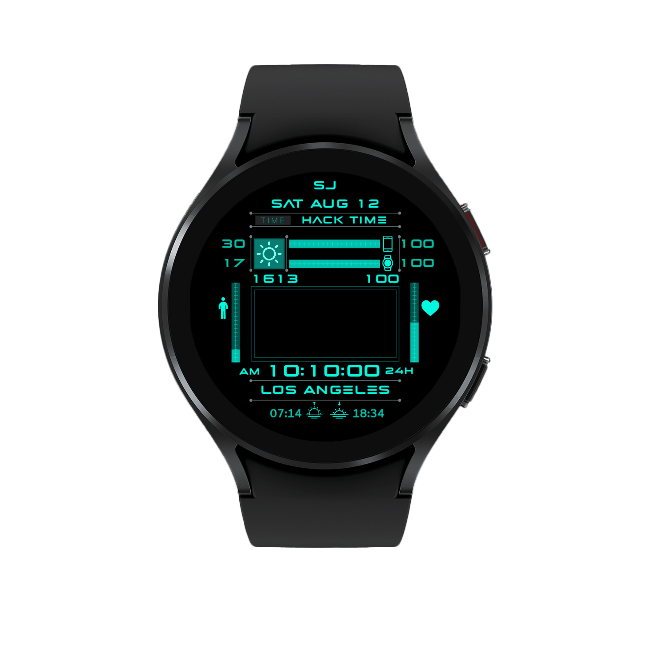 SJ
SAT AUG 12
TIME HACK TIME
30 100
17 100
1613 100
AM 10:10:00 24H
LOS ANGELES
07:14 18:34